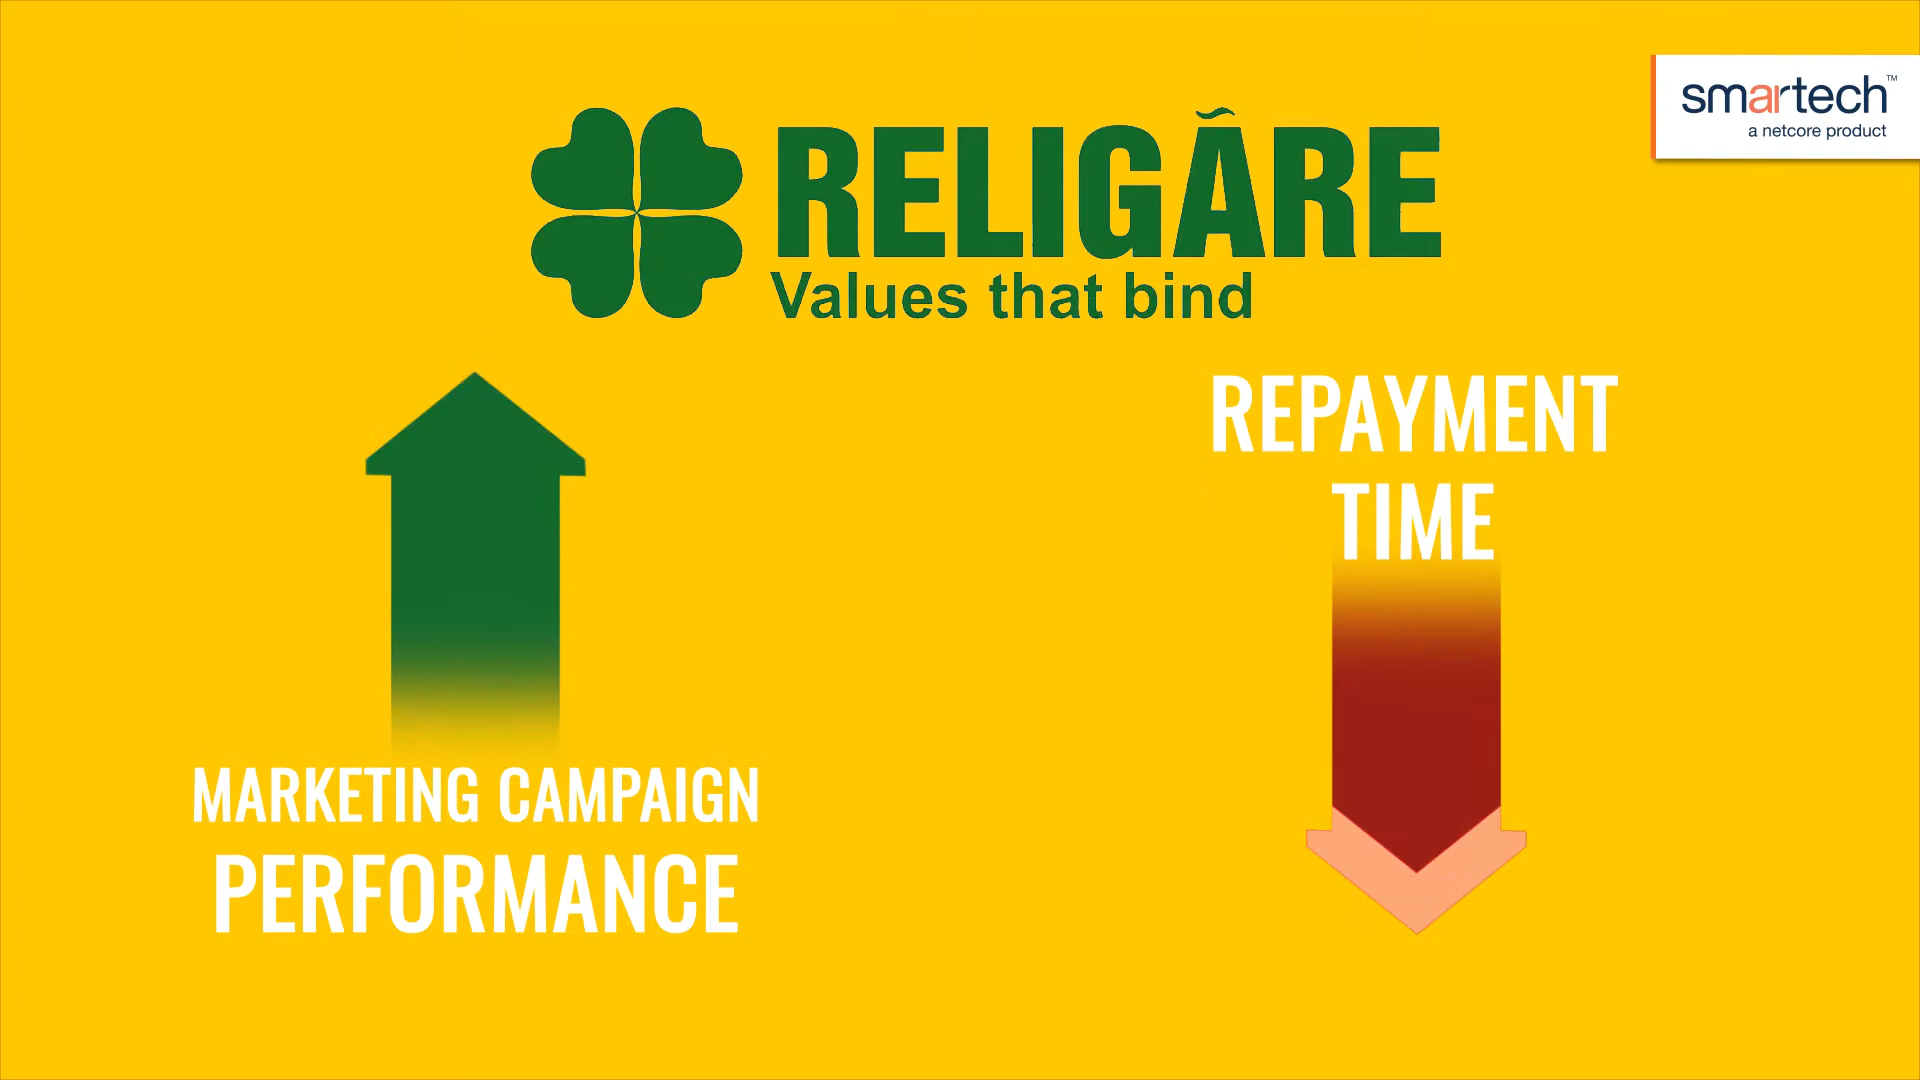 smartech™
a netcore product
RELIGÃRE
Values that bind
REPAYMENT
TIME
MARKETING CAMPAIGN
PERFORMANCE